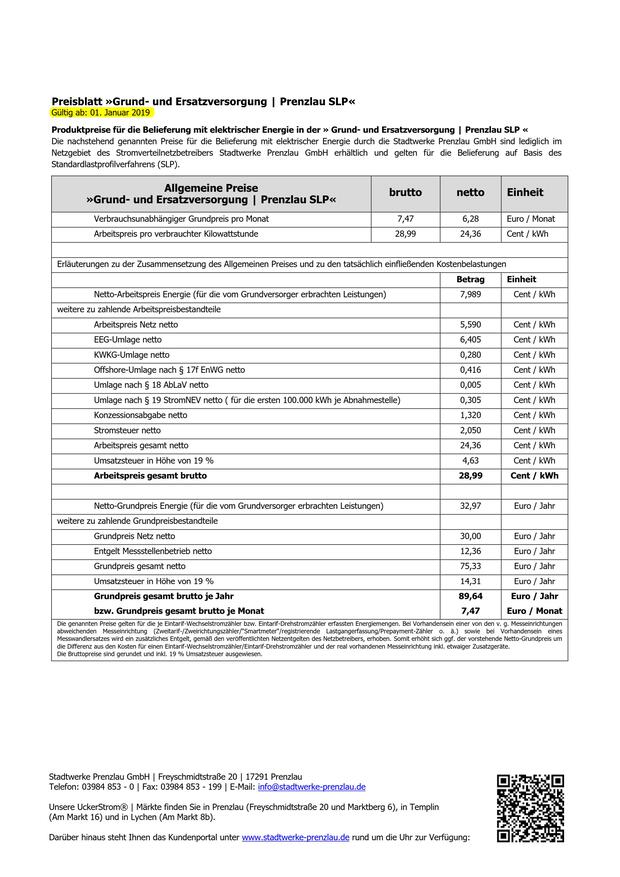 Preisblatt »Grund- und Ersatzversorgung | Prenzlau SLP«
Gültig ab: 01. Januar 2019
Produktpreise für die Belieferung mit elektrischer Energie in der » Grund- und Ersatzversorgung | Prenzlau SLP «
Die nachstehend genannten Preise für die Belieferung mit elektrischer Energie durch die Stadtwerke Prenzlau GmbH sind lediglich im
Netzgebiet des Stromverteilnetzbetreibers Stadtwerke Prenzlau GmbH erhältlich und gelten für die Belieferung auf Basis des
Standardlastprofilverfahrens (SLP).
Allgemeine Preise
»Grund- und Ersatzversorgung | Prenzlau SLP« brutto netto Einheit
Verbrauchsunabhängiger Grundpreis pro Monat 7,47 6,28 Euro / Monat
Arbeitspreis pro verbrauchter Kilowattstunde 28,99 24,36 Cent / kWh
Erläuterungen zu der Zusammensetzung des Allgemeinen Preises und zu den tatsächlich einfließenden Kostenbelastungen
Betrag Einheit
Netto-Arbeitspreis Energie (für die vom Grundversorger erbrachten Leistungen) 7,989 Cent / kWh
weitere zu zahlende Arbeitspreisbestandteile
Arbeitspreis Netz netto 5,590 Cent / kWh
EEG-Umlage netto 6,405 Cent / kWh
KWKG-Umlage netto 0,280 Cent / kWh
Offshore-Umlage nach § 17f EnWG netto 0,416 Cent / kWh
Umlage nach § 18 AbLaV netto 0,005 Cent / kWh
Umlage nach § 19 StromNEV netto ( für die ersten 100.000 kWh je Abnahmestelle) 0,305 Cent / kWh
Konzessionsabgabe netto 1,320 Cent / kWh
Stromsteuer netto 2,050 Cent / kWh
Arbeitspreis gesamt netto 24,36 Cent / kWh
Umsatzsteuer in Höhe von 19 % 4,63 Cent / kWh
Arbeitspreis gesamt brutto 28,99 Cent / kWh
Netto-Grundpreis Energie (für die vom Grundversorger erbrachten Leistungen) 32,97 Euro / Jahr
weitere zu zahlende Grundpreisbestandteile
Grundpreis Netz netto 30,00 Euro / Jahr
Entgelt Messstellenbetrieb netto 12,36 Euro / Jahr
Grundpreis gesamt netto 75,33 Euro / Jahr
Umsatzsteuer in Höhe von 19 % 14,31 Euro / Jahr
Grundpreis gesamt brutto je Jahr 89,64 Euro / Jahr
bzw. Grundpreis gesamt brutto je Monat 7,47 Euro / Monat
Die genannten Preise gelten für die je Eintarif-Wechselstromzähler bzw. Eintarif-Drehstromzähler erfassten Energiemengen. Bei Vorhandensein einer von den v. g. Messeinrichtungen
abweichenden Messeinrichtung (Zweitarif-/Zweirichtungszähler/"Smartmeter"/registrierende Lastgangerfassung/Prepayment-Zähler o. ä.) sowie bei Vorhandensein eines
Messwandlersatzes wird ein zusätzliches Entgelt, gemäß den veröffentlichten Netzentgelten des Netzbetreibers, erhoben. Somit erhöht sich ggf. der vorstehende Netto-Grundpreis um
die Differenz aus den Kosten für einen Eintarif-Wechselstromzähler/Eintarif-Drehstromzähler und der real vorhandenen Messeinrichtung inkl. etwaiger Zusatzgeräte.
Die Bruttopreise sind gerundet und inkl. 19 % Umsatzsteuer ausgewiesen.
Stadtwerke Prenzlau GmbH | Freyschmidtstraße 20 | 17291 Prenzlau
Telefon: 03984 853 - 0 | Fax: 03984 853 - 199 | E-Mail: info@stadtwerke-prenzlau.de
Unsere UckerStrom® | Märkte finden Sie in Prenzlau (Freyschmidtstraße 20 und Marktberg 6), in Templin
(Am Markt 16) und in Lychen (Am Markt 8b).
Darüber hinaus steht Ihnen das Kundenportal unter www.stadtwerke-prenzlau.de rund um die Uhr zur Verfügung: